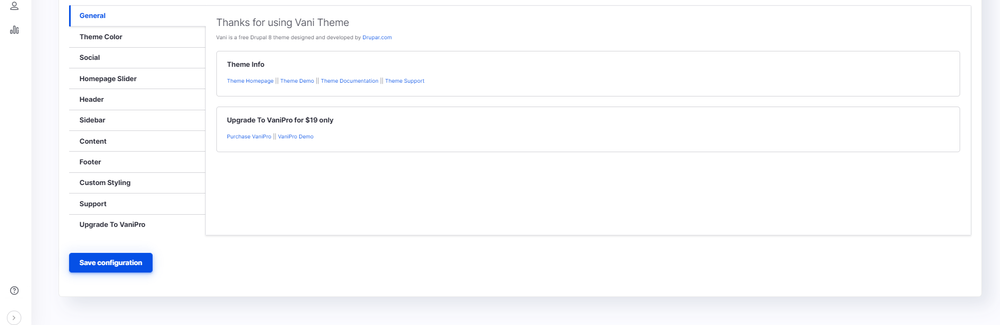 General
Theme Color
Social
Homepage Slider
Header
Sidebar
Content
Footer
Custom Styling
Support
Upgrade To VaniPro
Thanks for using Vani Theme
Vani is a free Drupal 8 theme designed and developed by Drupar.com
Theme Info
Theme Homepage || Theme Demo || Theme Documentation || Theme Support
Upgrade To VaniPro for $19 only
Purchase VaniPro || VaniPro Demo
Save configuration